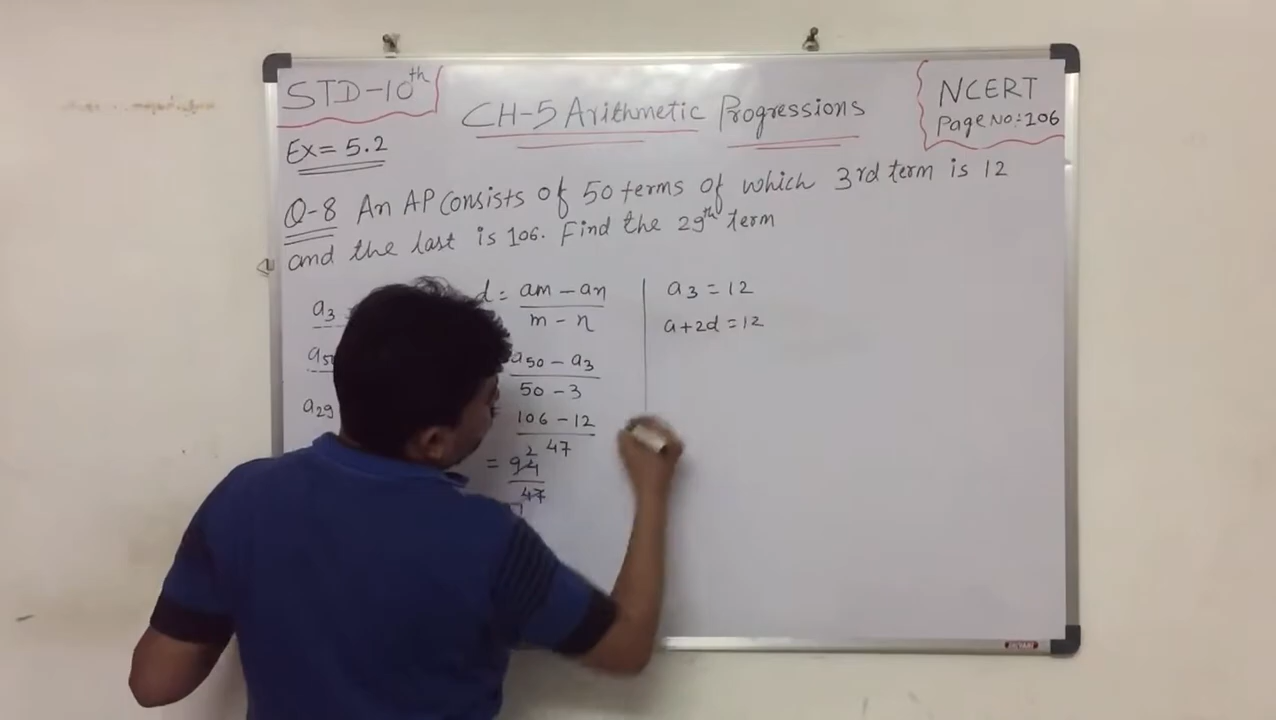 STD-10th
CH-5 Arithmetic Progressions
NCERT
Page No.:106
Ex= 5.2
Q-8 An AP consists of 50 terms of which 3rd term is 12
and the last is 106. Find the 29th term
a3
d = am - an
m - n
a50 - a3
50 - 3
a29
106 - 12
47
2
= 94
47
a3 = 12
a+2d = 12